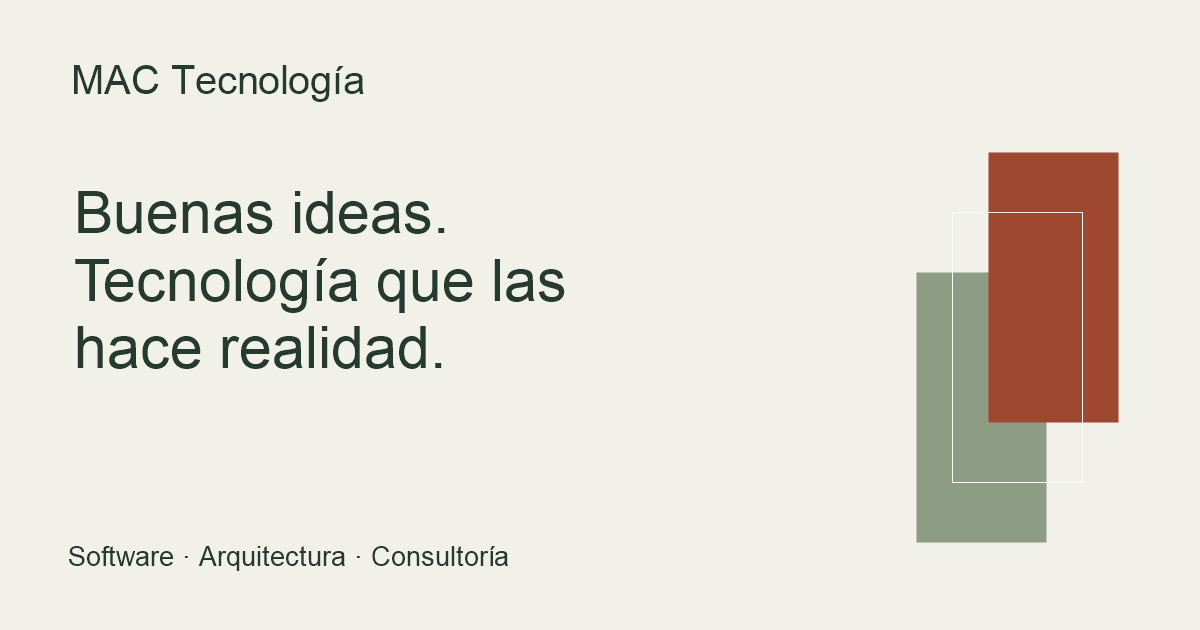 MAC Tecnología
Buenas ideas.
Tecnología que las
hace realidad.
Software · Arquitectura · Consultoría